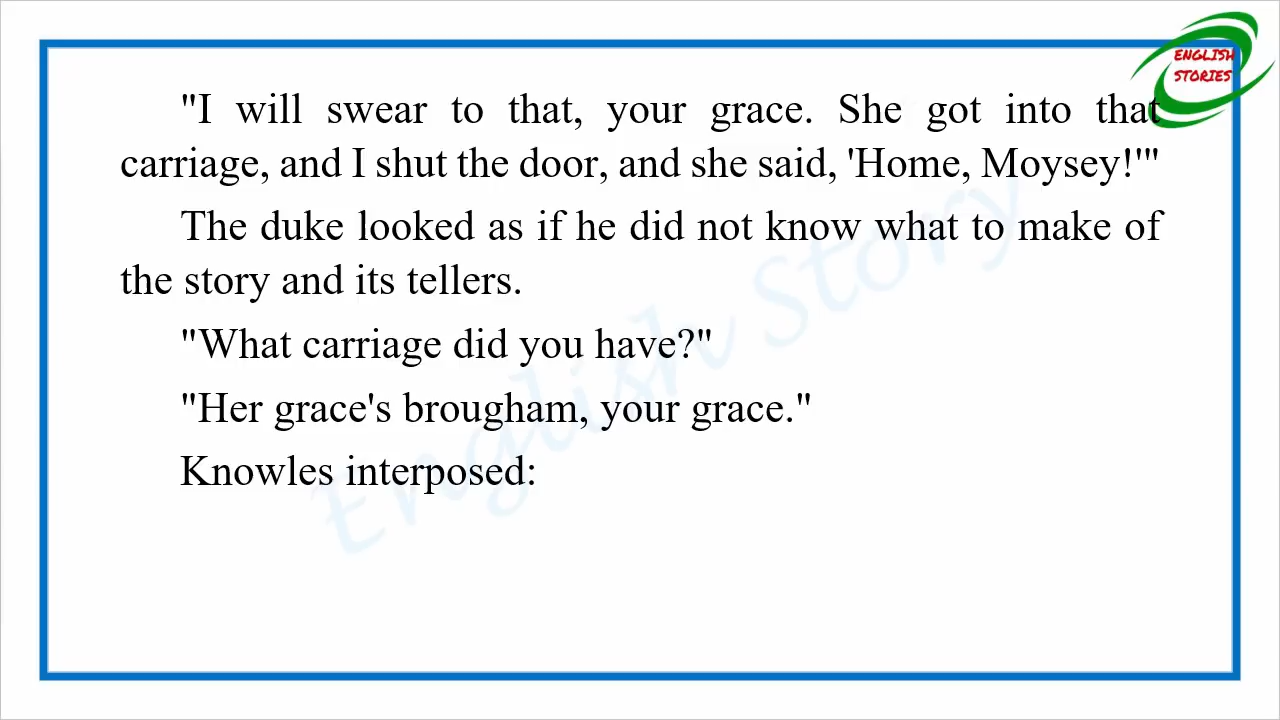 ENGLISH
STORIES
"I will swear to that, your grace. She got into that
carriage, and I shut the door, and she said, 'Home, Moysey!'"
The duke looked as if he did not know what to make of
the story and its tellers.
"What carriage did you have?"
"Her grace's brougham, your grace."
Knowles interposed:
English Story